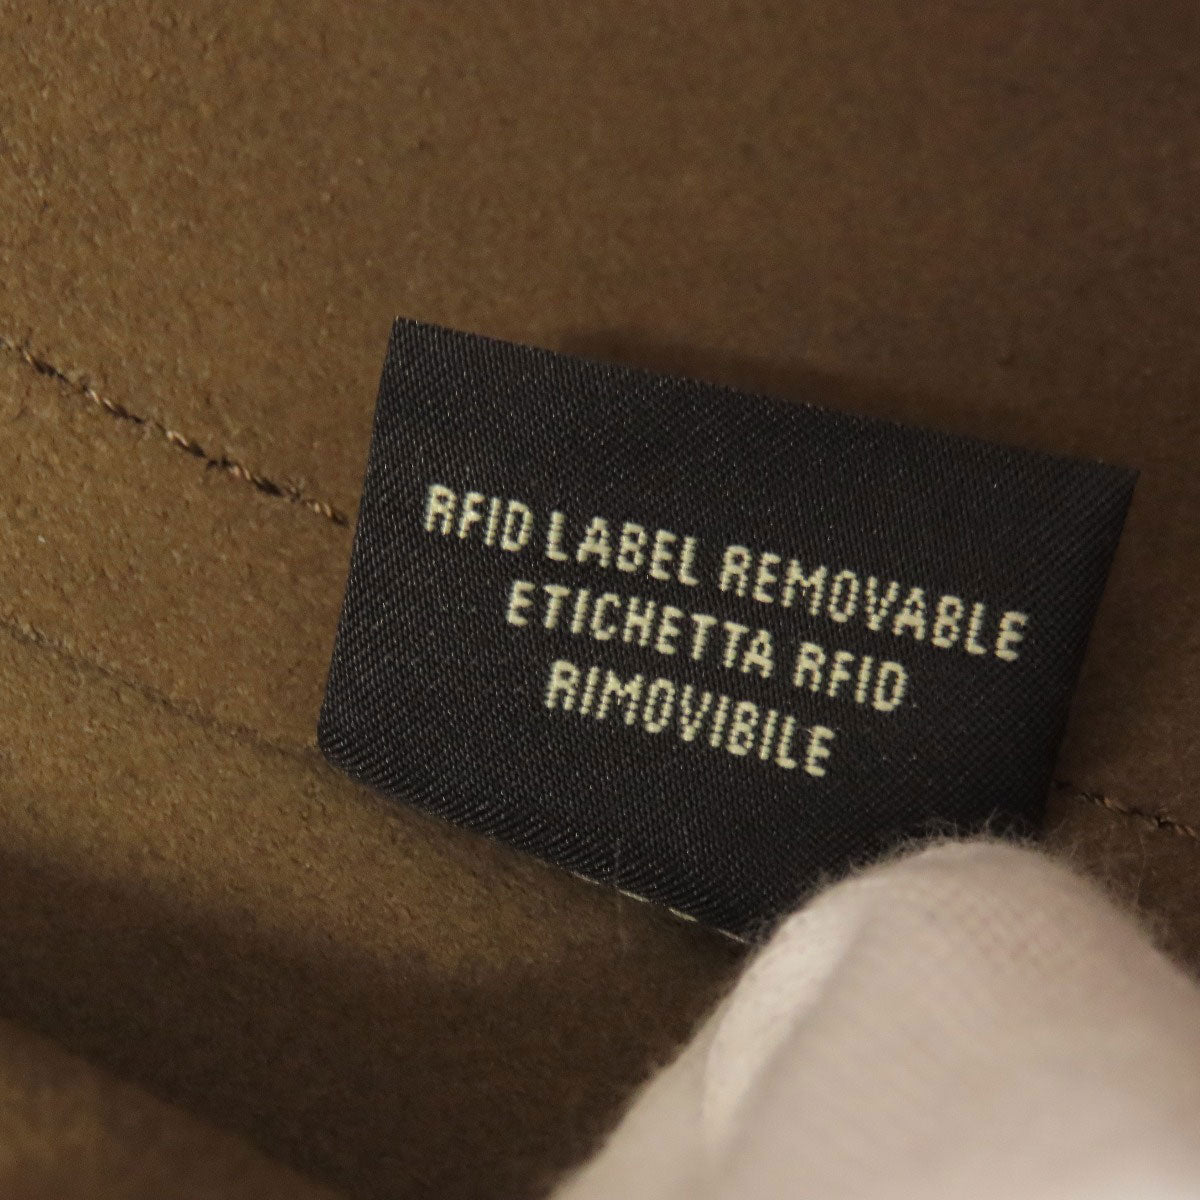 RFID LABEL REMOVABLE
ETICHETTA RFID
RIMOVIBILE